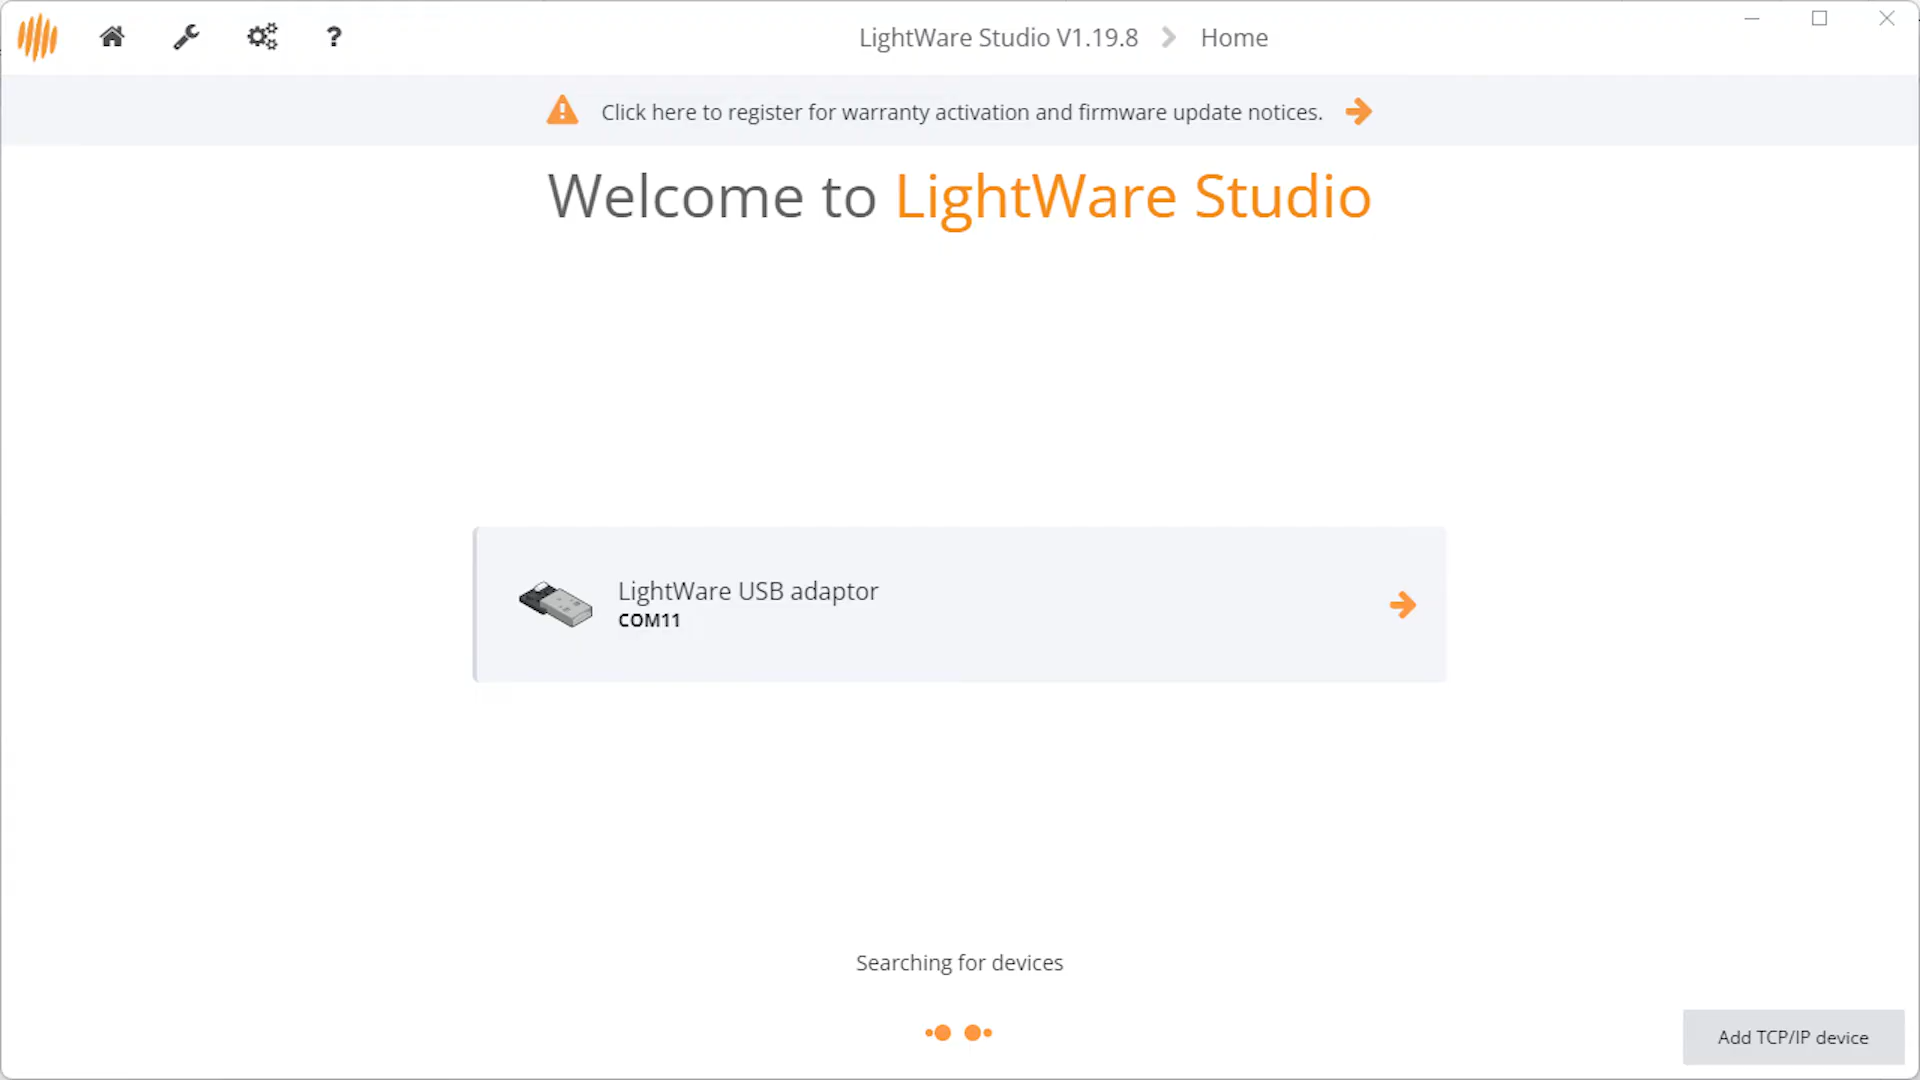 LightWare Studio V1.19.8 Home
Click here to register for warranty activation and firmware update notices.
Welcome to LightWare Studio
LightWare USB adaptor
COM11
Searching for devices
Add TCP/IP device